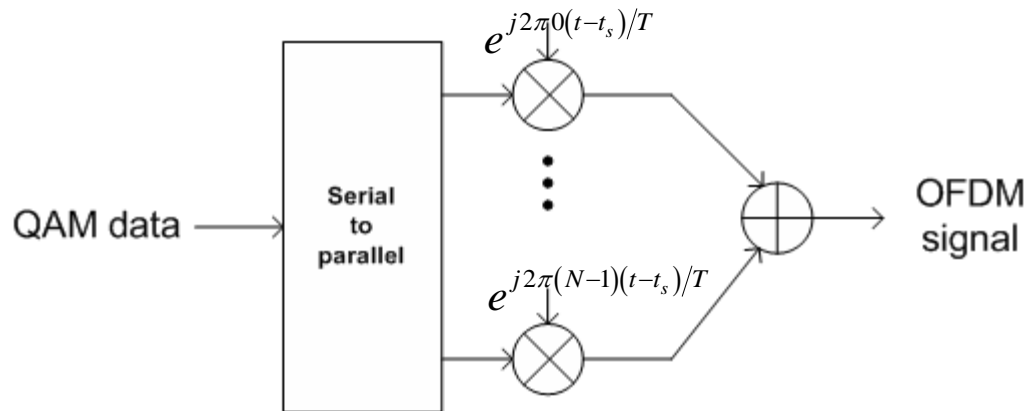 e^{j2π0(t−t_s)/T}
QAM data
Serial
to
parallel
OFDM
signal
e^{j2π(N−1)(t−t_s)/T}